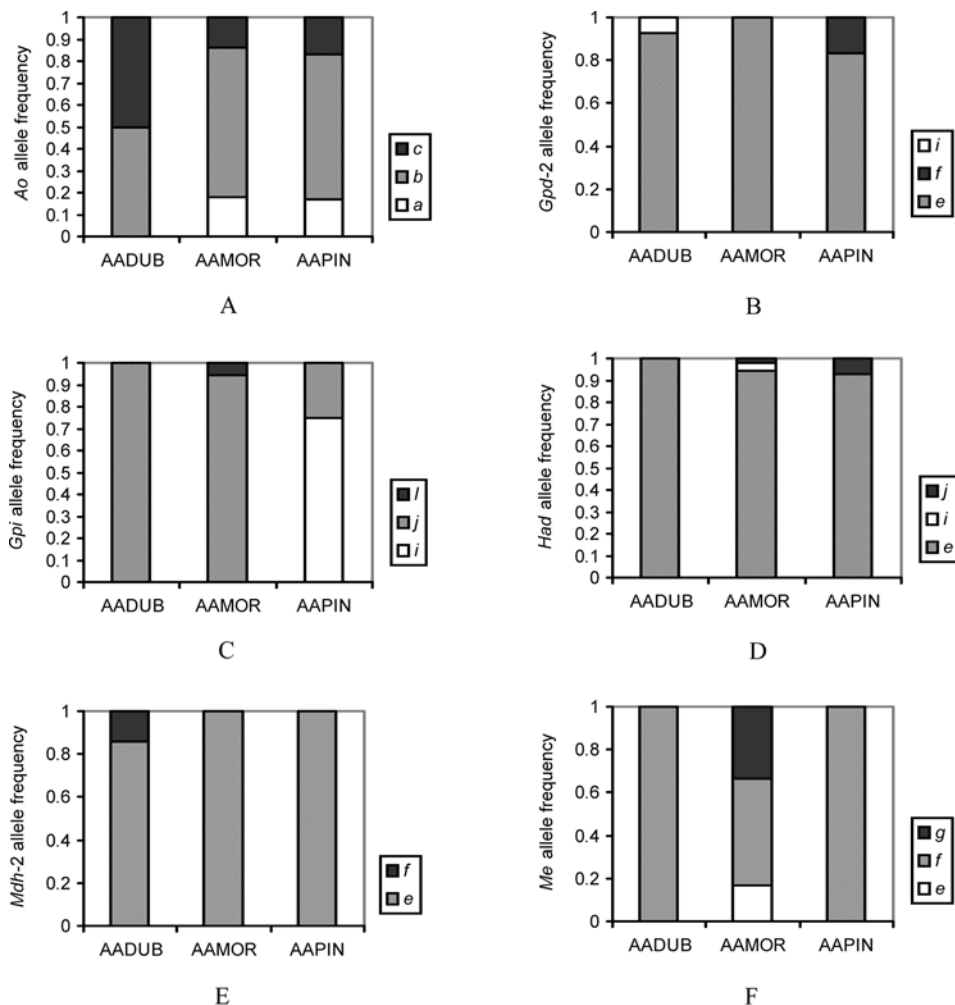 Ao allele frequency
1
0.9
0.8
0.7
0.6
0.5
0.4
0.3
0.2
0.1
0
AADUB AAMOR AAPIN
c
b
a
A
Gpd-2 allele frequency
1
0.8
0.6
0.4
0.2
0
AADUB AAMOR AAPIN
i
f
e
B
Gpi allele frequency
1
0.9
0.8
0.7
0.6
0.5
0.4
0.3
0.2
0.1
0
AADUB AAMOR AAPIN
l
j
i
C
Had allele frequency
1
0.9
0.8
0.7
0.6
0.5
0.4
0.3
0.2
0.1
0
AADUB AAMOR AAPIN
j
i
e
D
Mdh-2 allele frequency
1
0.8
0.6
0.4
0.2
0
AADUB AAMOR AAPIN
f
e
E
Me allele frequency
1
0.8
0.6
0.4
0.2
0
AADUB AAMOR AAPIN
g
f
e
F